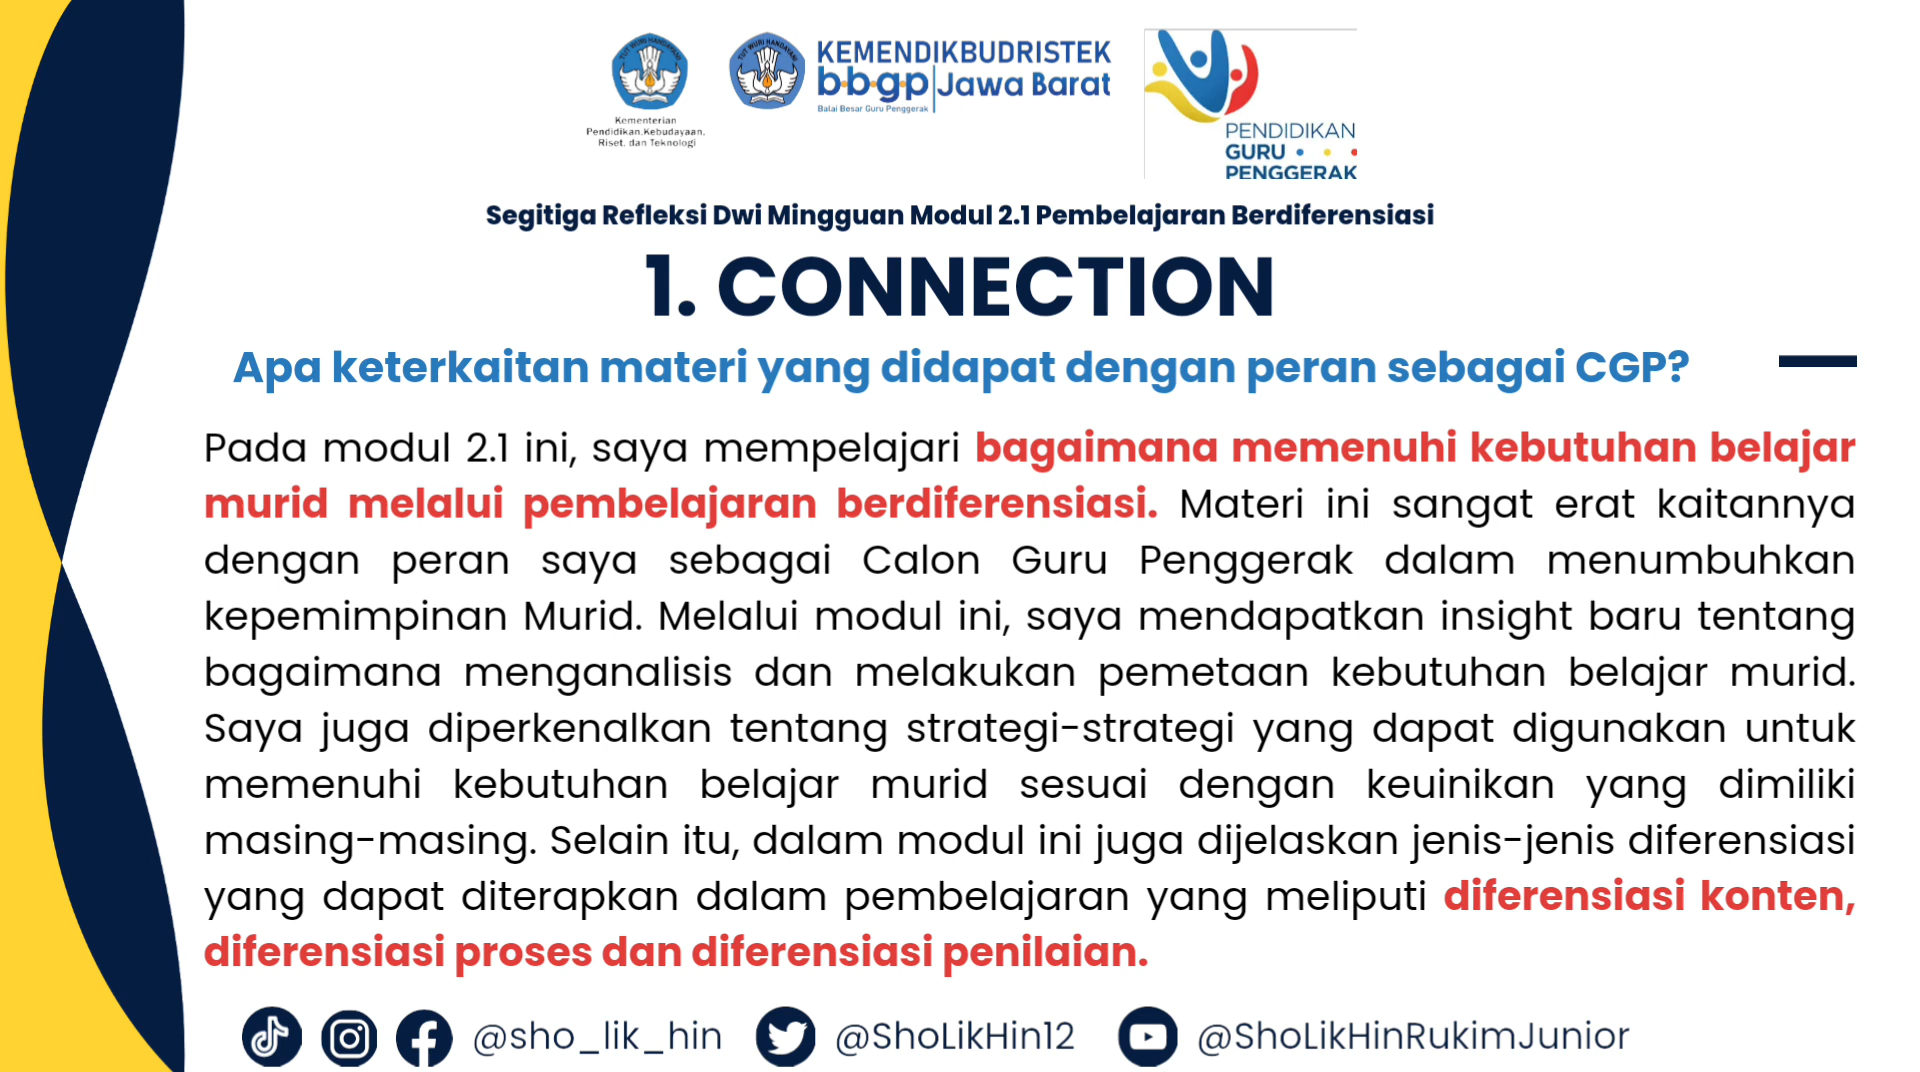 TUT WURI HANDAYANI
Kementerian
Pendidikan,Kebudayaan,
Riset, dan Teknologi
TUT WURI HANDAYANI
KEMENDIKBUDRISTEK
bbgp Jawa Barat
Balai Besar Guru Penggerak
PENDIDIKAN
GURU
PENGGERAK
Segitiga Refleksi Dwi Mingguan Modul 2.1 Pembelajaran Berdiferensiasi
1. CONNECTION
Apa keterkaitan materi yang didapat dengan peran sebagai CGP?
Pada modul 2.1 ini, saya mempelajari bagaimana memenuhi kebutuhan belajar
murid melalui pembelajaran berdiferensiasi. Materi ini sangat erat kaitannya
dengan peran saya sebagai Calon Guru Penggerak dalam menumbuhkan
kepemimpinan Murid. Melalui modul ini, saya mendapatkan insight baru tentang
bagaimana menganalisis dan melakukan pemetaan kebutuhan belajar murid.
Saya juga diperkenalkan tentang strategi-strategi yang dapat digunakan untuk
memenuhi kebutuhan belajar murid sesuai dengan keuinikan yang dimiliki
masing-masing. Selain itu, dalam modul ini juga dijelaskan jenis-jenis diferensiasi
yang dapat diterapkan dalam pembelajaran yang meliputi diferensiasi konten,
diferensiasi proses dan diferensiasi penilaian.
@sho_lik_hin @ShoLikHin12 @ShoLikHinRukimJunior